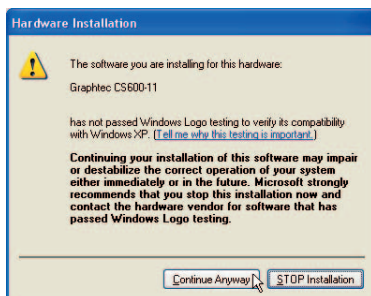 Hardware Installation
The software you are installing for this hardware:
Graphtec CS600-11
has not passed Windows Logo testing to verify its compatibility
with Windows XP. (Tell me why this testing is important.)
Continuing your installation of this software may impair
or destabilize the correct operation of your system
either immediately or in the future. Microsoft strongly
recommends that you stop this installation now and
contact the hardware vendor for software that has
passed Windows Logo testing.
Continue Anyway
STOP Installation